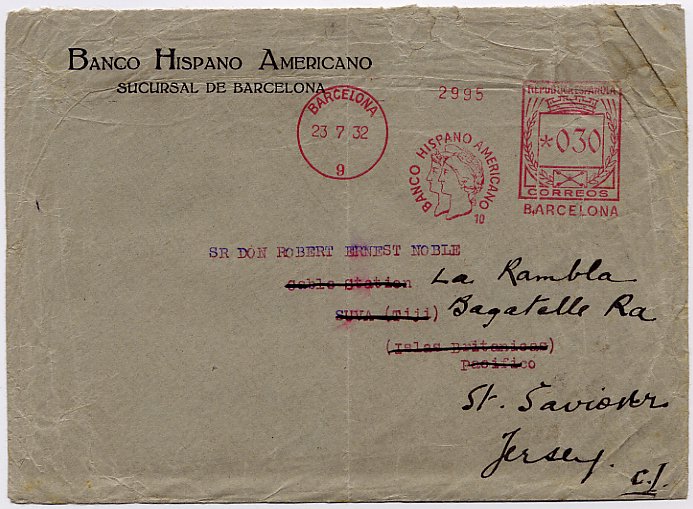 BANCO HISPANO AMERICANO
SUCURSAL DE BARCELONA
BARCELONA
23 7 32
9
2995
BANCO HISPANO AMERICANO
10
REPUBLICA ESPAÑOLA
*030
CORREOS
BARCELONA
SR DON ROBERT ERNEST NOBLE
Cable Station La Rambla
SUVA (Fiji) Bagatelle Rd
(Islas Britanicas)
Pacifico
St. Saviours
Jersey.
C.I.